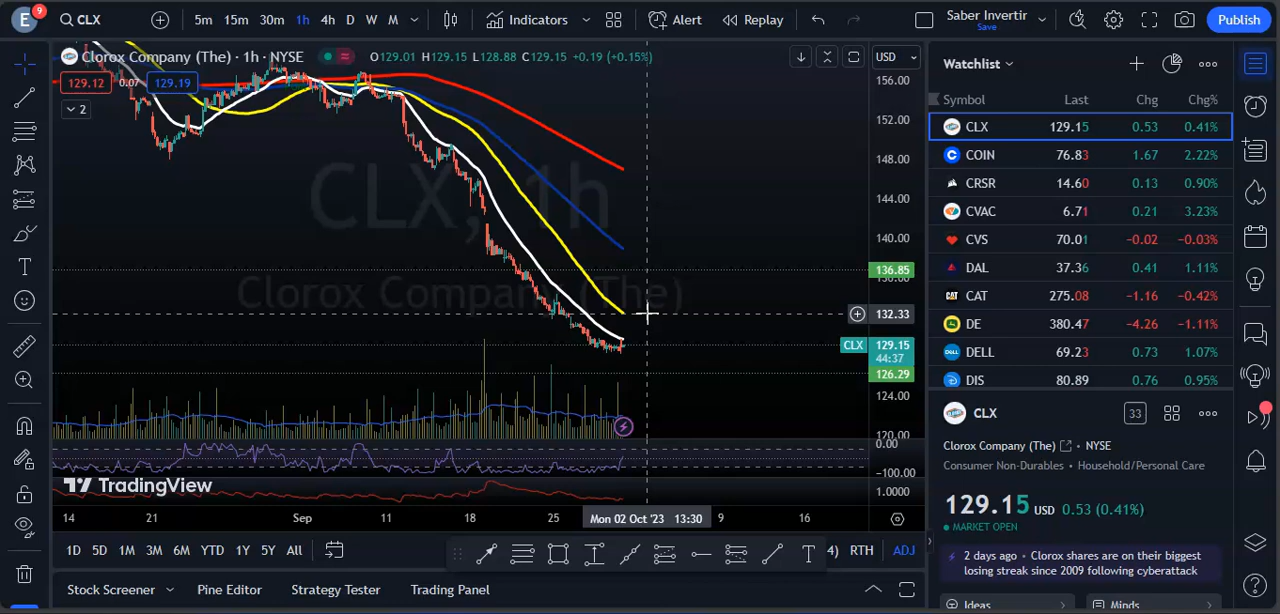 E 9 CLX 5m 15m 30m 1h 4h D W M Indicators Alert Replay Saber Invertir Save Publish
Clorox Company (The) · 1h · NYSE O129.01 H129.15 L128.88 C129.15 +0.19 (+0.15%) USD
129.12 0.07 129.19
2
CLX, 1h
Clorox Company (The)
156.00
152.00
148.00
144.00
140.00
136.85
132.33
CLX 129.15
44:37
126.29
124.00
0.00
-100.00
1.0000
TradingView
14 21 Sep 11 18 25 Mon 02 Oct '23 13:30 9 16
1D 5D 1M 3M 6M YTD 1Y 5Y All 4) RTH ADJ
Stock Screener Pine Editor Strategy Tester Trading Panel
Watchlist
Symbol Last Chg Chg%
CLX 129.15 0.53 0.41%
COIN 76.83 1.67 2.22%
CRSR 14.60 0.13 0.90%
CVAC 6.71 0.21 3.23%
CVS 70.01 -0.02 -0.03%
DAL 37.36 0.41 1.11%
CAT 275.08 -1.16 -0.42%
DE 380.47 -4.26 -1.11%
DELL 69.23 0.73 1.07%
DIS 80.89 0.76 0.95%
CLX 33
Clorox Company (The) • NYSE
Consumer Non-Durables • Household/Personal Care
129.15 USD 0.53 (0.41%)
MARKET OPEN
2 days ago • Clorox shares are on their biggest
losing streak since 2009 following cyberattack
Ideas Minds